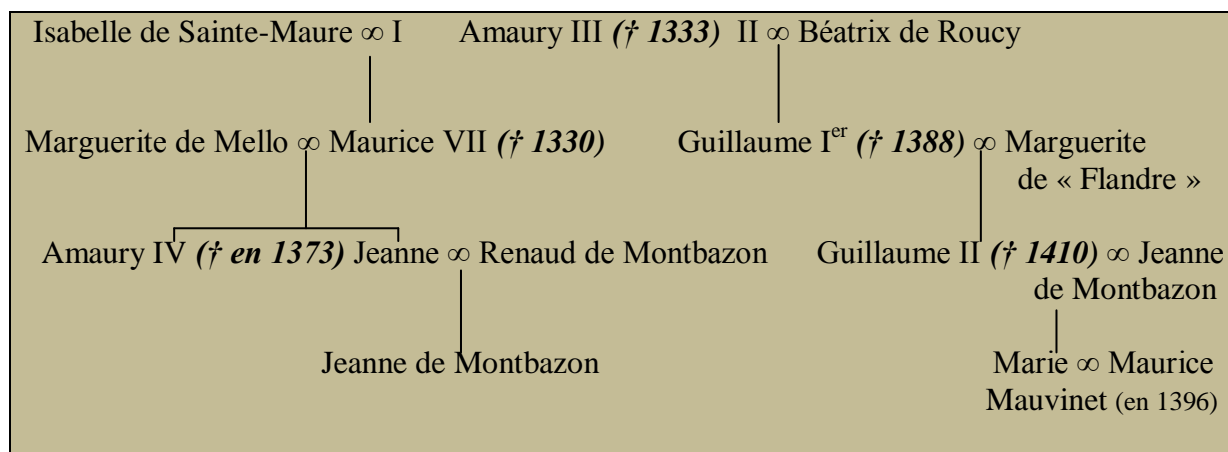 Isabelle de Sainte-Maure ∞ I Amaury III († 1333) II ∞ Béatrix de Roucy
Marguerite de Mello ∞ Maurice VII († 1330) Guillaume Ier († 1388) ∞ Marguerite
de « Flandre »
Amaury IV († en 1373) Jeanne ∞ Renaud de Montbazon Guillaume II († 1410) ∞ Jeanne
de Montbazon
Jeanne de Montbazon Marie ∞ Maurice
Mauvinet (en 1396)